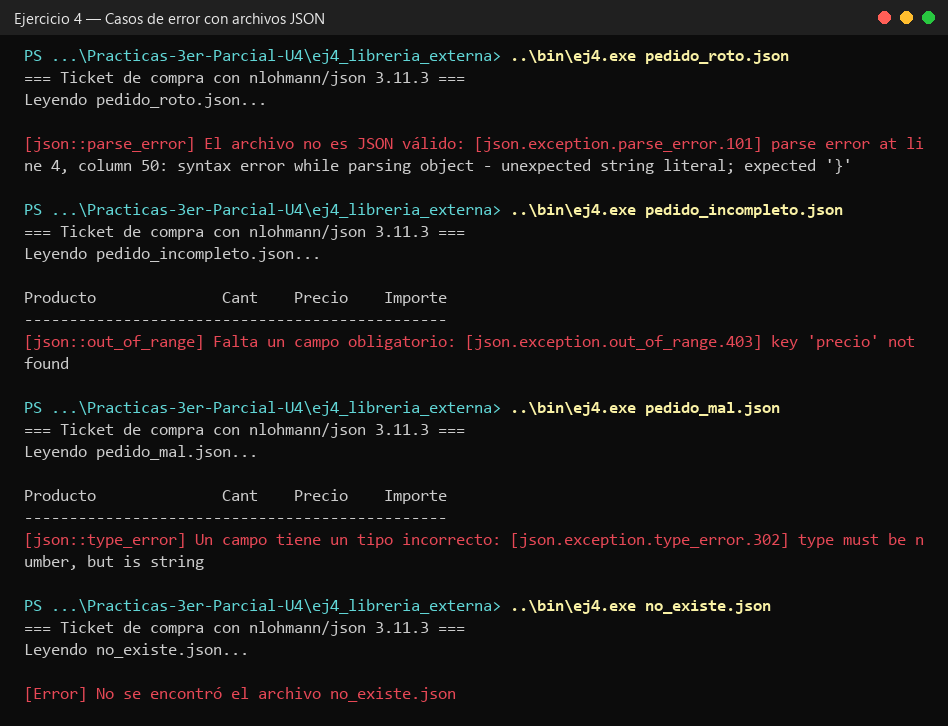 Ejercicio 4 — Casos de error con archivos JSON
PS ...\Practicas-3er-Parcial-U4\ej4_libreria_externa> ..\bin\ej4.exe pedido_roto.json
=== Ticket de compra con nlohmann/json 3.11.3 ===
Leyendo pedido_roto.json...
[json::parse_error] El archivo no es JSON válido: [json.exception.parse_error.101] parse error at li
ne 4, column 50: syntax error while parsing object - unexpected string literal; expected '}'
PS ...\Practicas-3er-Parcial-U4\ej4_libreria_externa> ..\bin\ej4.exe pedido_incompleto.json
=== Ticket de compra con nlohmann/json 3.11.3 ===
Leyendo pedido_incompleto.json...
Producto              Cant    Precio    Importe
-----------------------------------------------
[json::out_of_range] Falta un campo obligatorio: [json.exception.out_of_range.403] key 'precio' not
found
PS ...\Practicas-3er-Parcial-U4\ej4_libreria_externa> ..\bin\ej4.exe pedido_mal.json
=== Ticket de compra con nlohmann/json 3.11.3 ===
Leyendo pedido_mal.json...
Producto              Cant    Precio    Importe
-----------------------------------------------
[json::type_error] Un campo tiene un tipo incorrecto: [json.exception.type_error.302] type must be n
umber, but is string
PS ...\Practicas-3er-Parcial-U4\ej4_libreria_externa> ..\bin\ej4.exe no_existe.json
=== Ticket de compra con nlohmann/json 3.11.3 ===
Leyendo no_existe.json...
[Error] No se encontró el archivo no_existe.json